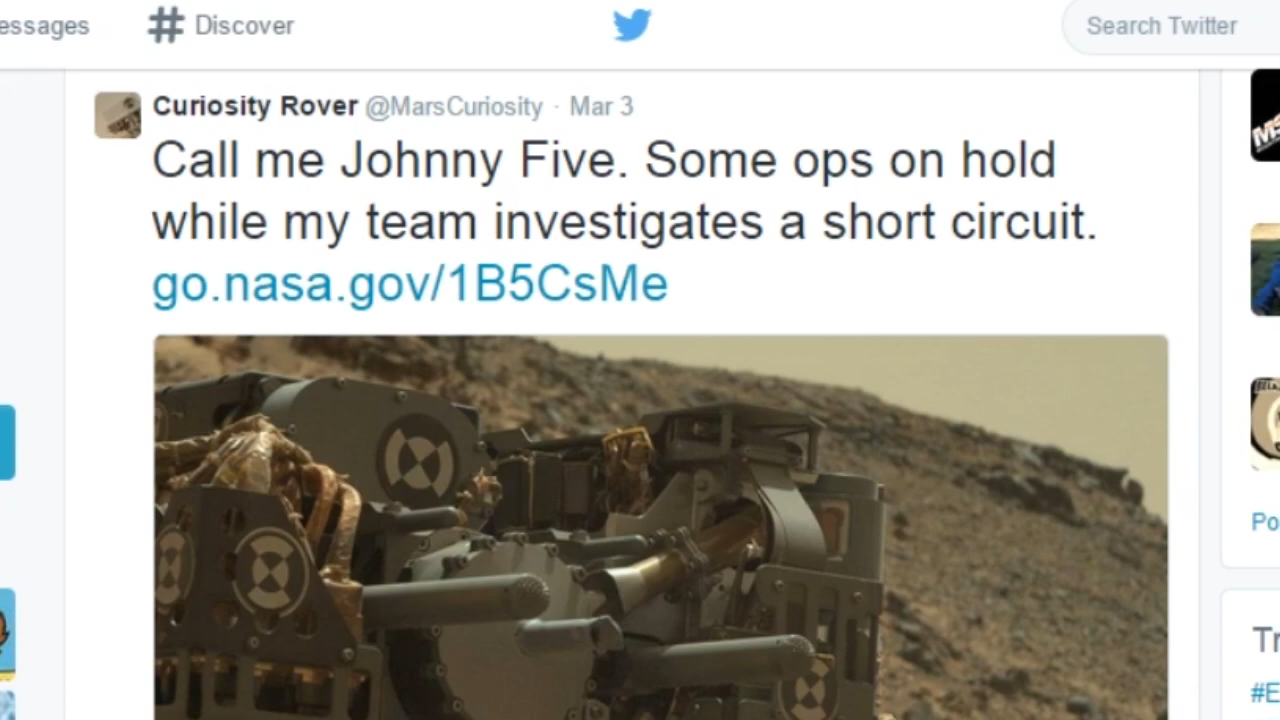 essages
# Discover
Search Twitter
Curiosity Rover @MarsCuriosity · Mar 3
Call me Johnny Five. Some ops on hold
while my team investigates a short circuit.
go.nasa.gov/1B5CsMe
Po
Tr
#E